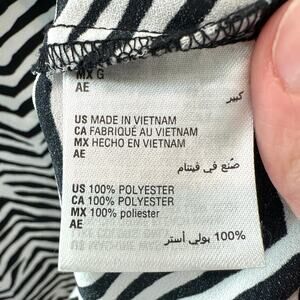 MX G
AE
كبير
US MADE IN VIETNAM
CA FABRIQUÉ AU VIETNAM
MX HECHO EN VIETNAM
AE
صنع في فيتنام
US 100% POLYESTER
CA 100% POLYESTER
MX 100% poliester
AE
100% بولي أستر